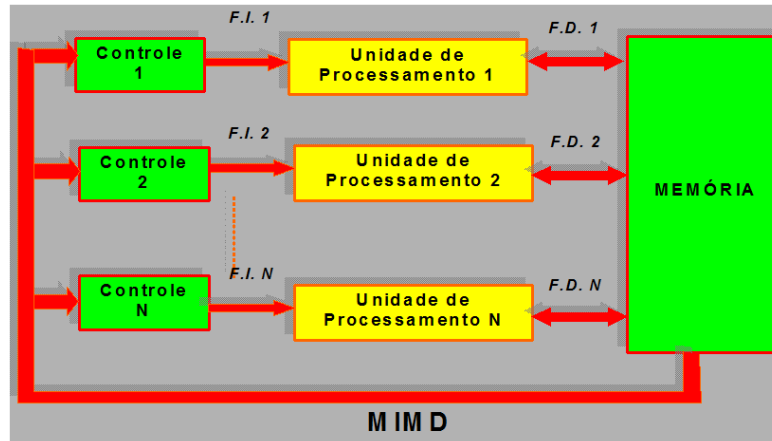 F.I. 1
Controle
1
Unidade de
Processamento 1
F.D. 1
F.I. 2
Controle
2
Unidade de
Processamento 2
F.D. 2
MEMÓRIA
F.I. N
Controle
N
Unidade de
Processamento N
F.D. N
MIMD